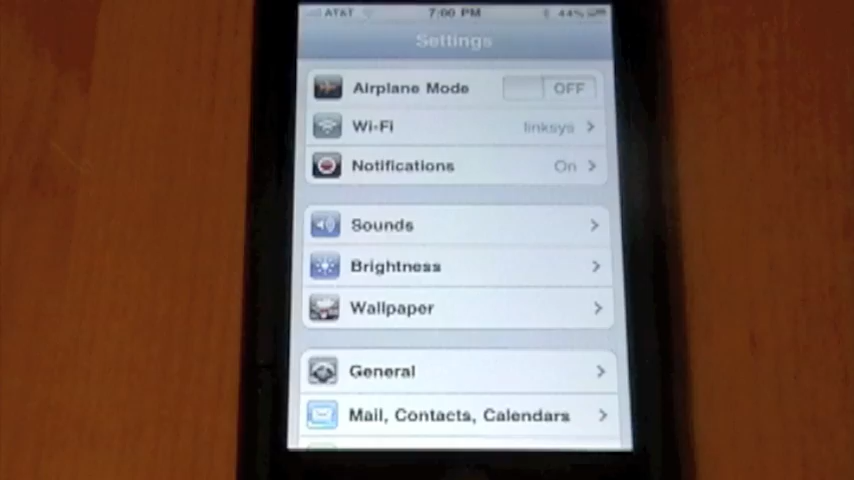 AT&T 7:00 PM 44%
Settings
Airplane Mode OFF
Wi-Fi linksys
Notifications On
Sounds
Brightness
Wallpaper
General
Mail, Contacts, Calendars